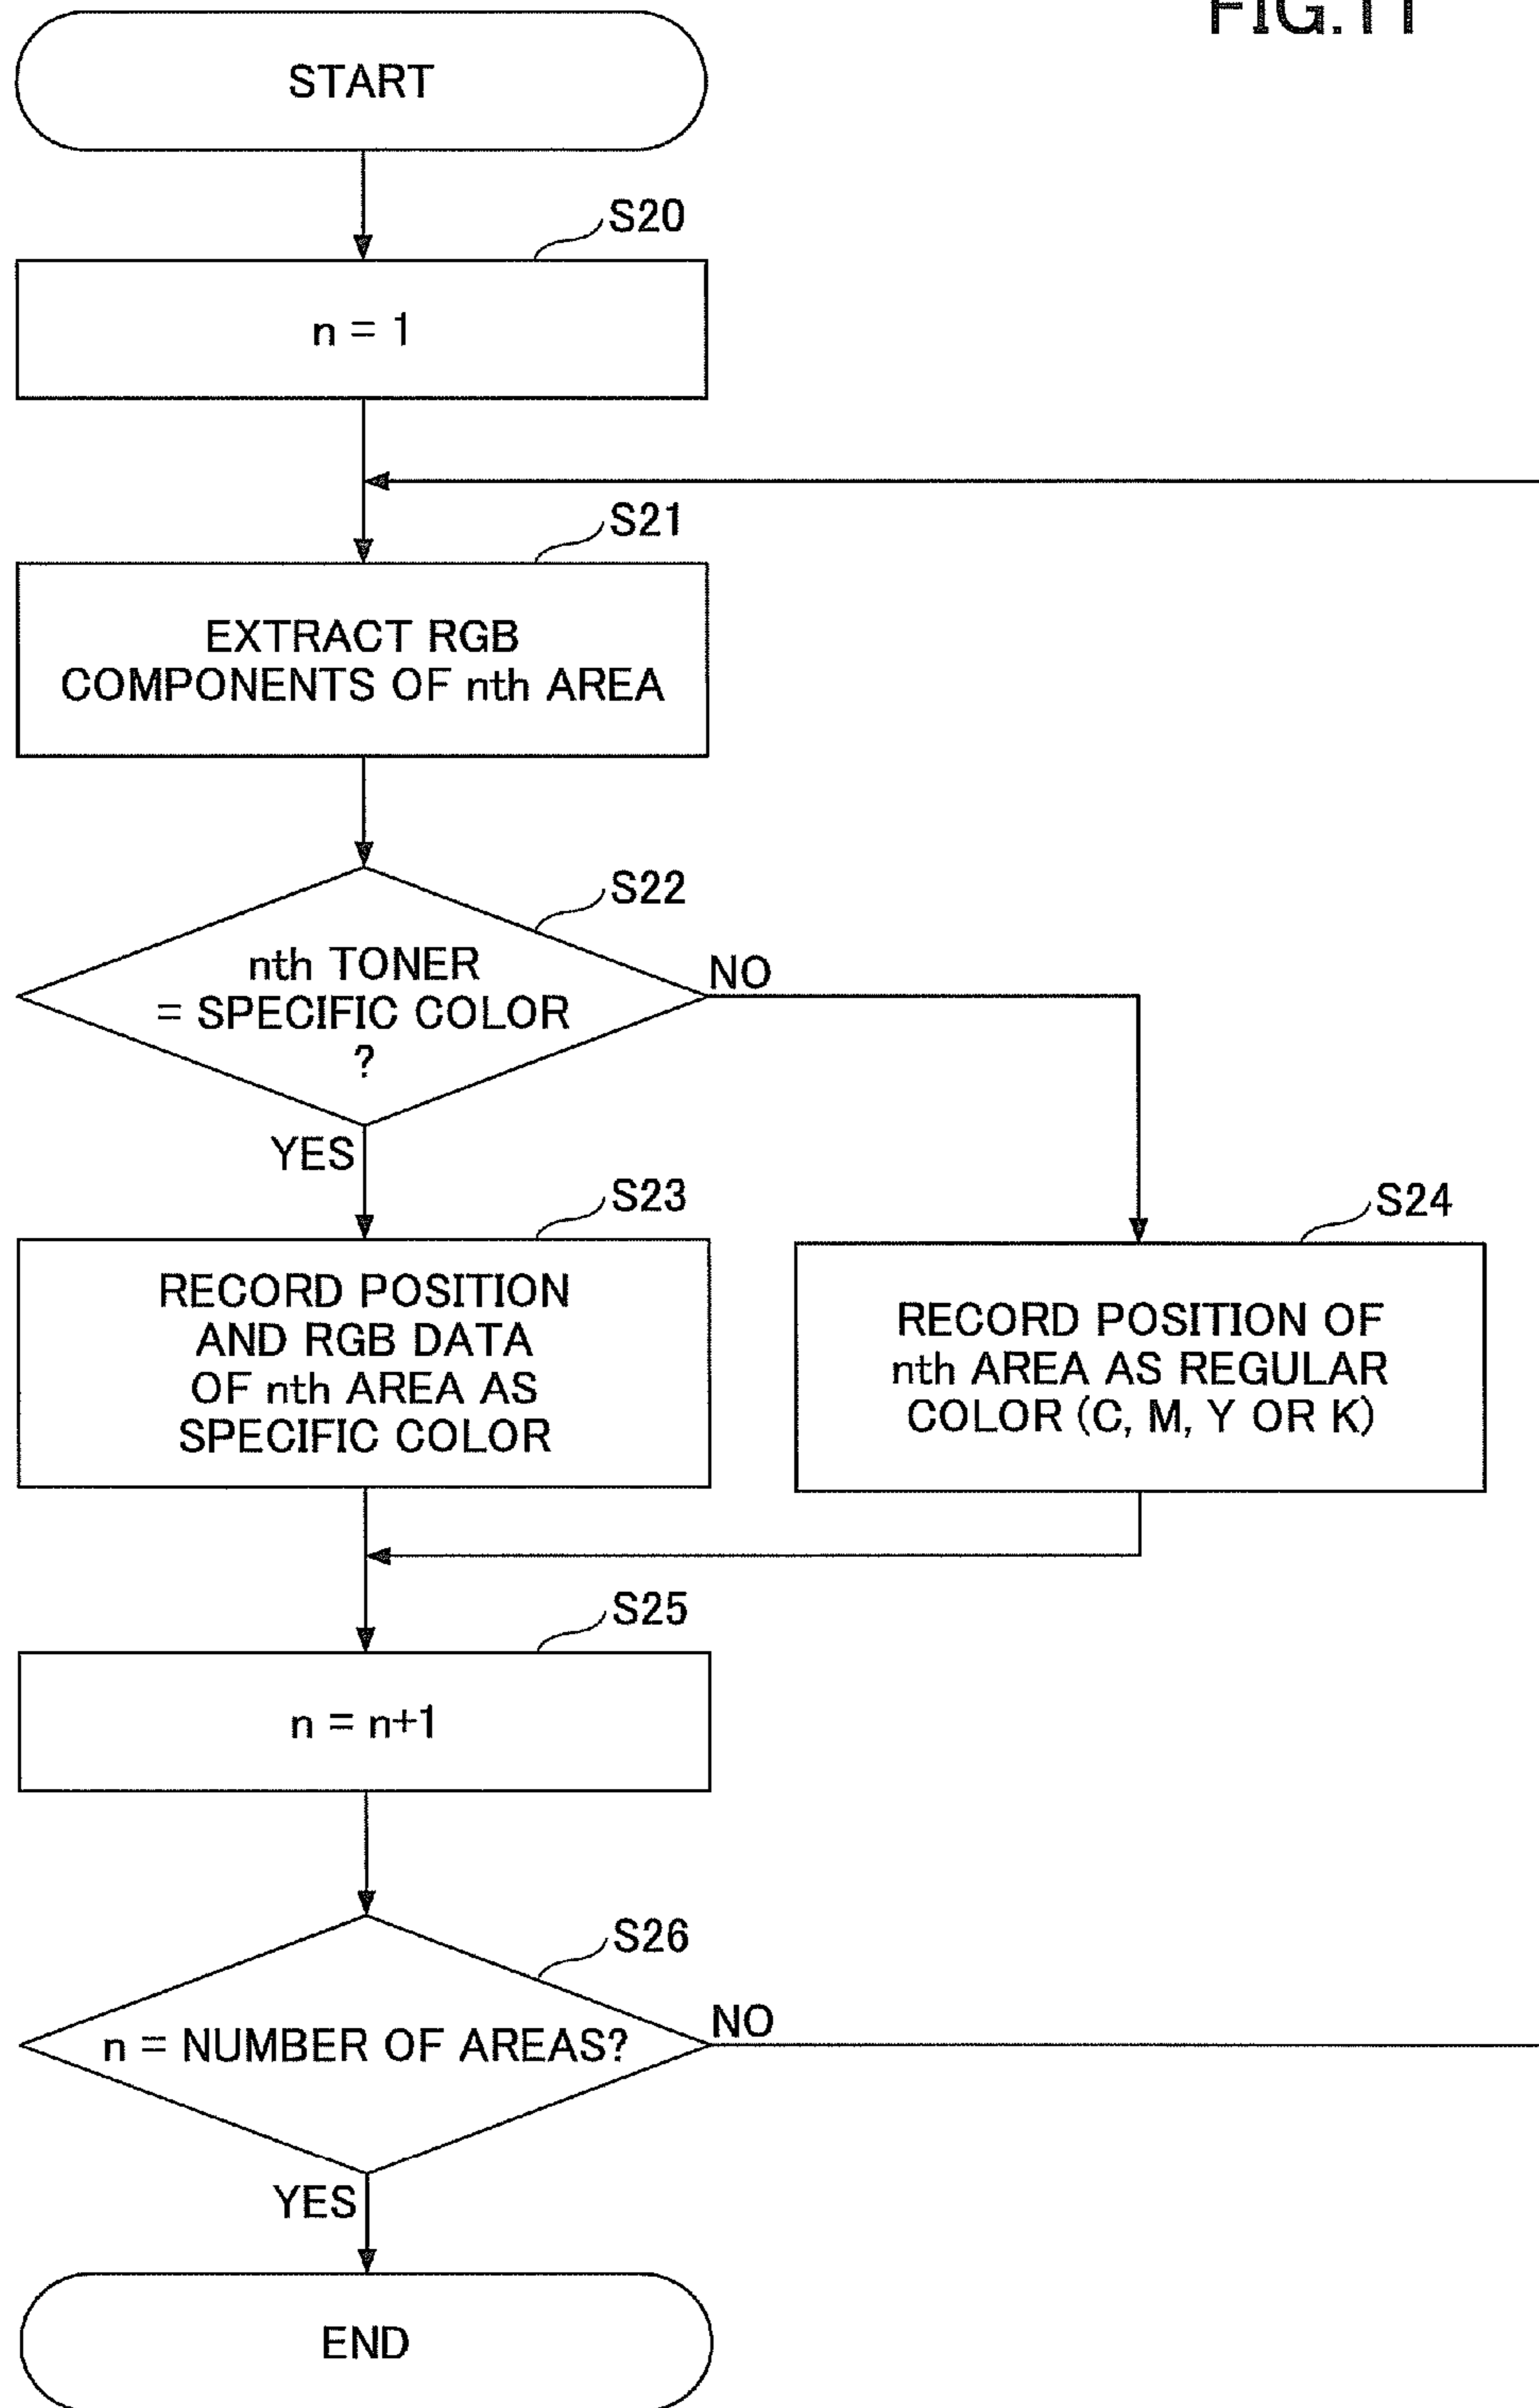 FIG.11
START
S20
n = 1
S21
EXTRACT RGB
COMPONENTS OF nth AREA
S22
nth TONER
= SPECIFIC COLOR
?
NO
YES
S23
RECORD POSITION
AND RGB DATA
OF nth AREA AS
SPECIFIC COLOR
S24
RECORD POSITION OF
nth AREA AS REGULAR
COLOR (C, M, Y OR K)
S25
n = n+1
S26
n = NUMBER OF AREAS?
NO
YES
END